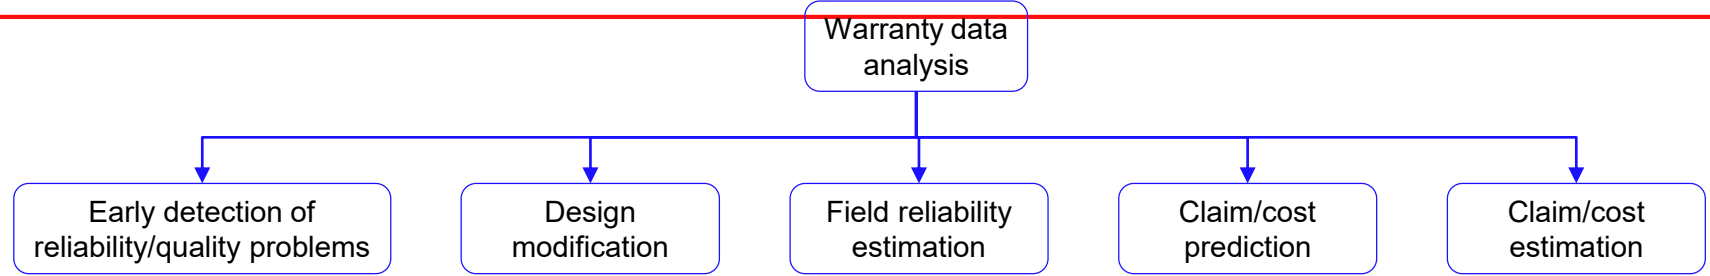 Warranty data
analysis
Early detection of
reliability/quality problems
Design
modification
Field reliability
estimation
Claim/cost
prediction
Claim/cost
estimation